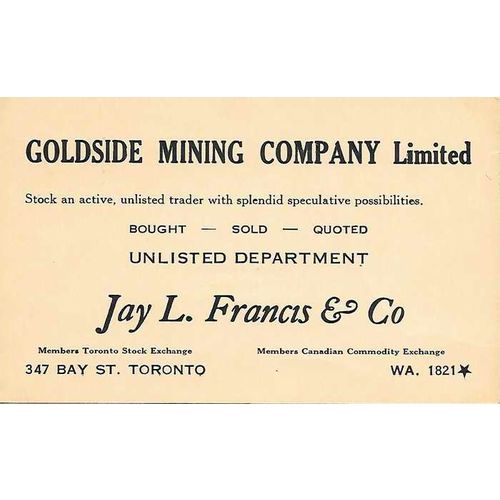 GOLDSIDE MINING COMPANY Limited
Stock an active, unlisted trader with splendid speculative possibilities.
BOUGHT — SOLD — QUOTED
UNLISTED DEPARTMENT
Jay L. Francis & Co
Members Toronto Stock Exchange Members Canadian Commodity Exchange
347 BAY ST. TORONTO WA. 1821★